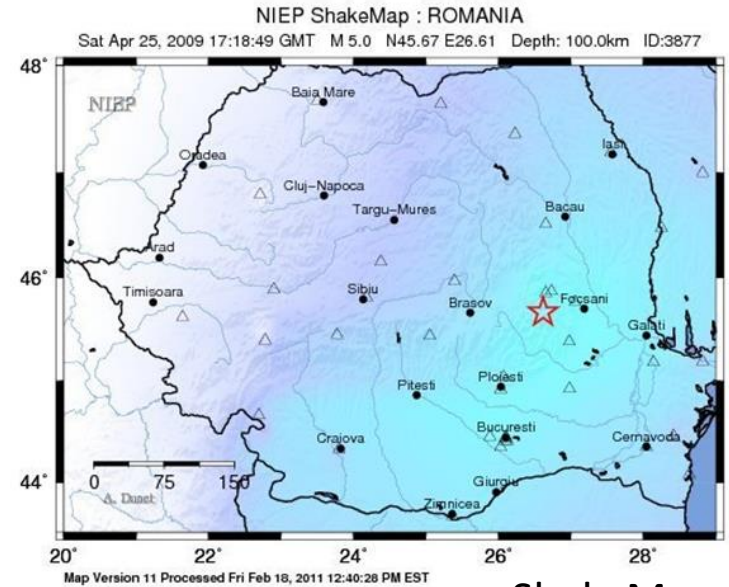 NIEP ShakeMap : ROMANIA
Sat Apr 25, 2009 17:18:49 GMT M 5.0 N45.67 E26.61 Depth: 100.0km ID:3877
48°
NIEP
Baia Mare
Oradea
Iasi
Cluj-Napoca
Targu-Mures
Bacau
Arad
46°
Timisoara
Sibiu
Brasov
Focsani
Galati
Pitesti
Ploiesti
Craiova
Bucuresti
Cernavoda
0 75 150
44°
Giurgiu
A. Danet
Zimnicea
20° 22° 24° 26° 28°
Map Version 11 Processed Fri Feb 18, 2011 12:40:28 PM EST